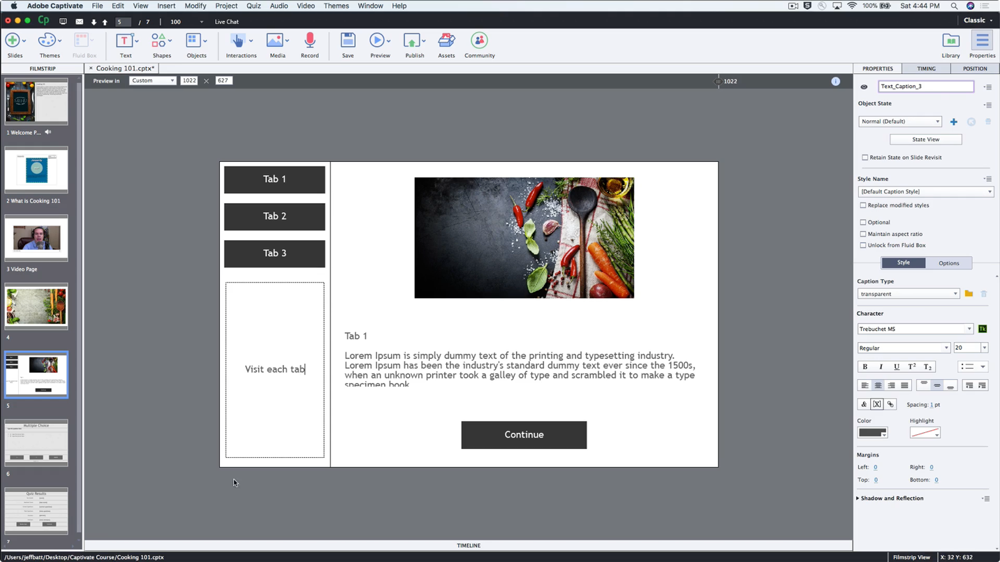 Adobe Captivate File Edit View Insert Modify Project Quiz Audio Video Themes Window Help 100% Sat 4:44 PM
Cp 5 / 7 100 Live Chat Classic
Slides Themes Fluid Box Text Shapes Objects Interactions Media Record Save Preview Publish Assets Community Library Properties
FILMSTRIP × Cooking 101.cptx* PROPERTIES TIMING POSITION
Preview in Custom 1022 × 627 1022
1 Welcome P...
2 What is Cooking 101
3 Video Page
4
5
Multiple Choice
6
Quiz Results
7
Tab 1
Tab 2
Tab 3
Visit each tab
Tab 1
Lorem Ipsum is simply dummy text of the printing and typesetting industry.
Lorem Ipsum has been the industry's standard dummy text ever since the 1500s,
when an unknown printer took a galley of type and scrambled it to make a type
specimen book
Continue
Text_Caption_3
Object State
Normal (Default)
State View
Retain State on Slide Revisit
Style Name
[Default Caption Style]
Replace modified styles
Optional
Maintain aspect ratio
Unlock from Fluid Box
Style Options
Caption Type
transparent
Character
Trebuchet MS Tk
Regular 20
B I U T² T₂
& [X] Spacing: 1 pt
Color Highlight
Margins
Left: 0 Right: 0
Top: 0 Bottom: 0
Shadow and Reflection
TIMELINE
/Users/jeffbatt/Desktop/Captivate Course/Cooking 101.cptx Filmstrip View X: 32 Y: 632